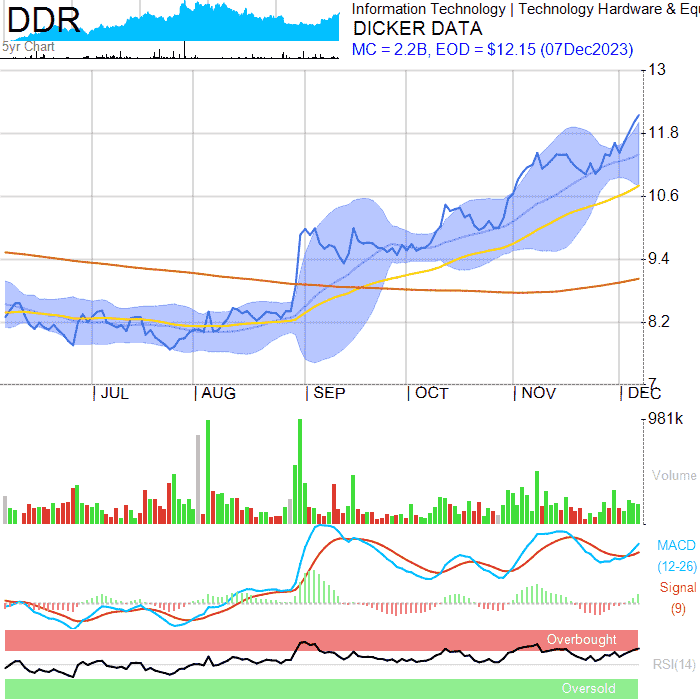 DDR
5yr Chart
Information Technology | Technology Hardware & Equ
DICKER DATA
MC = 2.2B, EOD = $12.15 (07Dec2023)
13
11.8
10.6
9.4
8.2
7
JUL AUG SEP OCT NOV DEC
981k
Volume
MACD
(12-26)
Signal
(9)
Overbought
RSI(14)
Oversold